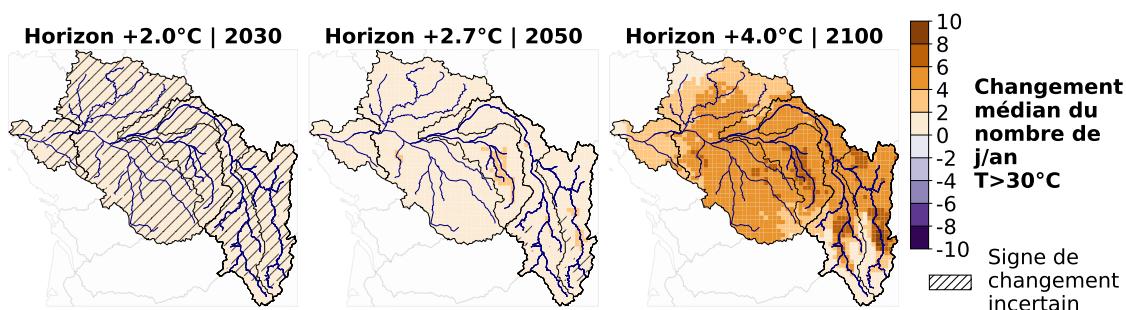 Horizon +2.0°C | 2030
Horizon +2.7°C | 2050
Horizon +4.0°C | 2100
10
8
6
4
2
0
-2
-4
-6
-8
-10
Changement
médian du
nombre de
j/an
T>30°C
Signe de
changement
incertain